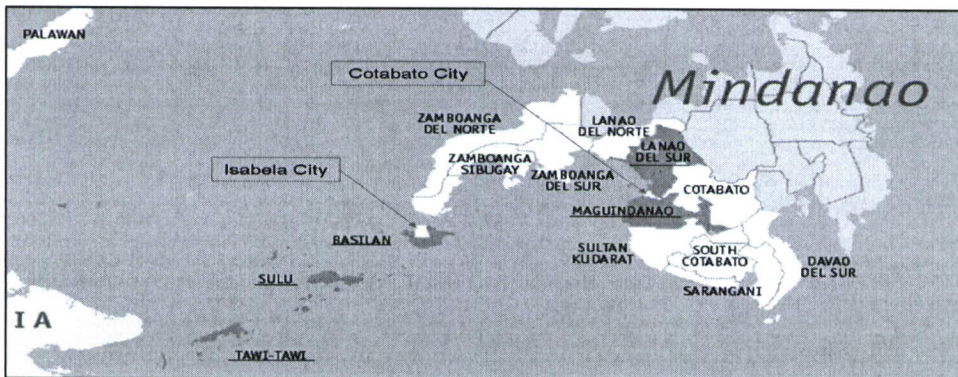 PALAWAN
Cotabato City
Mindanao
ZAMBOANGA
DEL NORTE
LANAO
DEL NORTE
LANAO
DEL SUR
Isabela City
ZAMBOANGA
SIBUGAY
ZAMBOANGA
DEL SUR
COTABATO
MAGUINDANAO
BASILAN
SULTAN
KUDARAT
SOUTH
COTABATO
DAVAO
DEL SUR
SULU
SARANGANI
I A
TAWI-TAWI